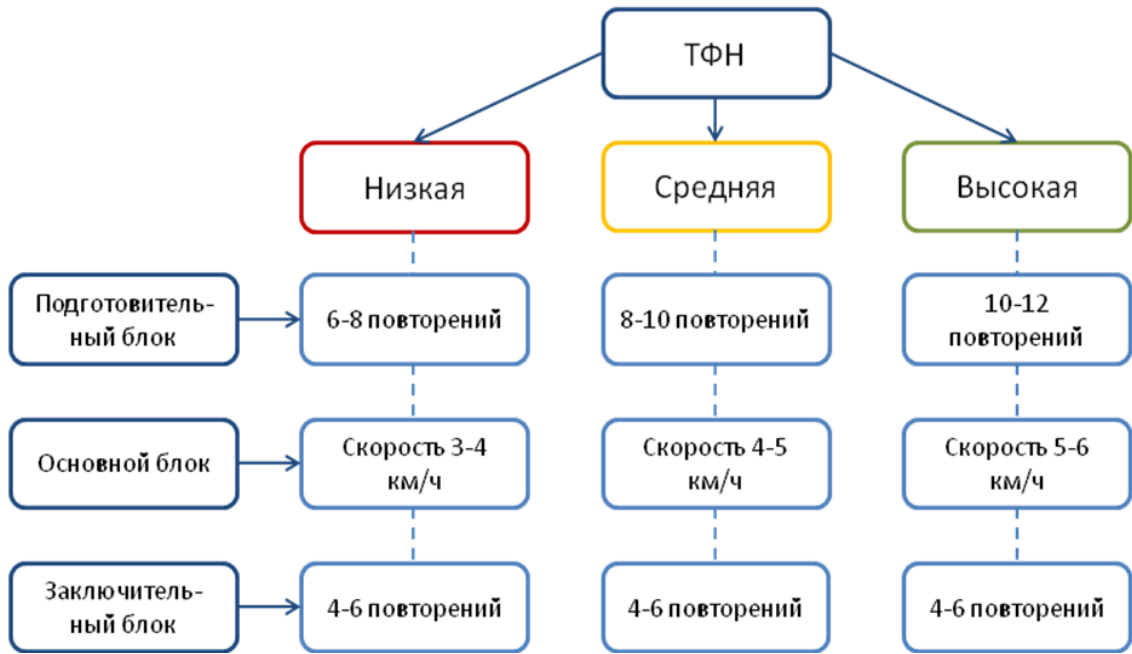 ТФН
Низкая
Средняя
Высокая
Подготовитель-
ный блок
6-8 повторений
8-10 повторений
10-12
повторений
Основной блок
Скорость 3-4
км/ч
Скорость 4-5
км/ч
Скорость 5-6
км/ч
Заключитель-
ный блок
4-6 повторений
4-6 повторений
4-6 повторений